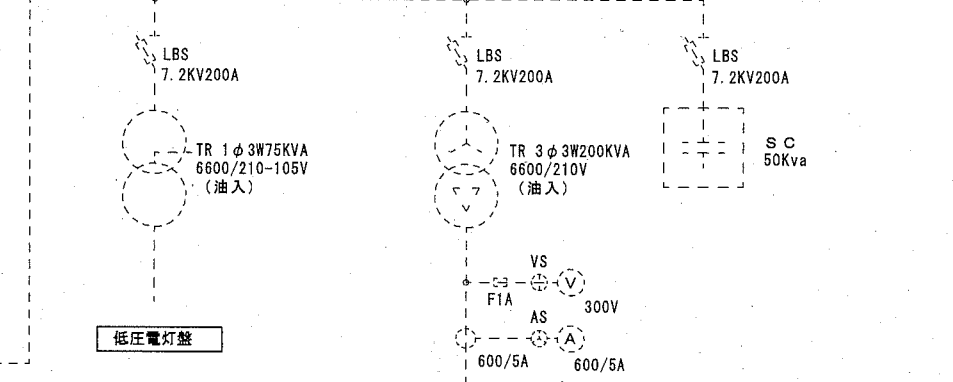 LBS
7.2KV200A
LBS
7.2KV200A
LBS
7.2KV200A
TR 1φ3W75KVA
6600/210-105V
(油入)
TR 3φ3W200KVA
6600/210V
(油入)
SC
50Kva
VS
V
F1A
300V
AS
A
600/5A
600/5A
低圧電灯盤